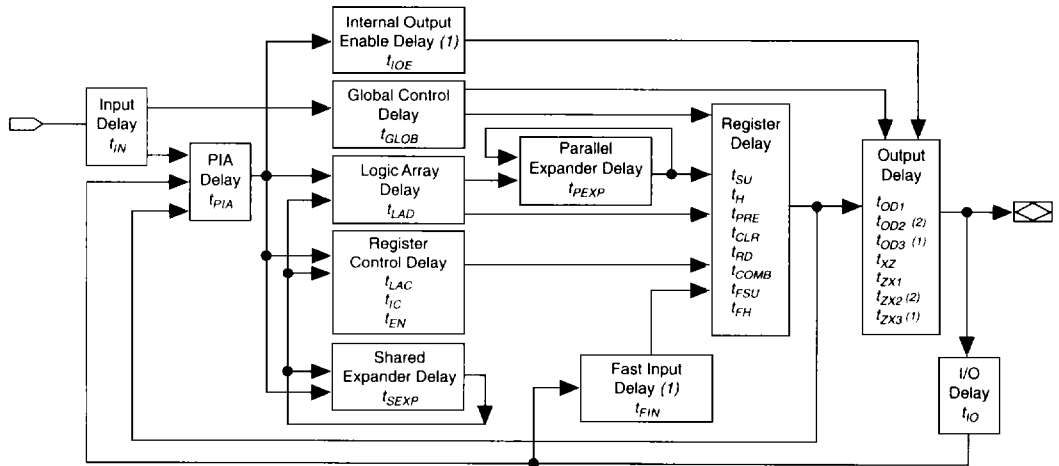 Internal Output
Enable Delay (1)
tIOE
Input
Delay
tIN
Global Control
Delay
tGLOB
PIA
Delay
tPIA
Logic Array
Delay
tLAD
Parallel
Expander Delay
tPEXP
Register
Control Delay
tLAC
tIC
tEN
Shared
Expander Delay
tSEXP
Fast Input
Delay (1)
tFIN
Register
Delay
tSU
tH
tPRE
tCLR
tRD
tCOMB
tFSU
tFH
Output
Delay
tOD1
tOD2 (2)
tOD3 (1)
tXZ
tZX1
tZX2 (2)
tZX3 (1)
I/O
Delay
tIO